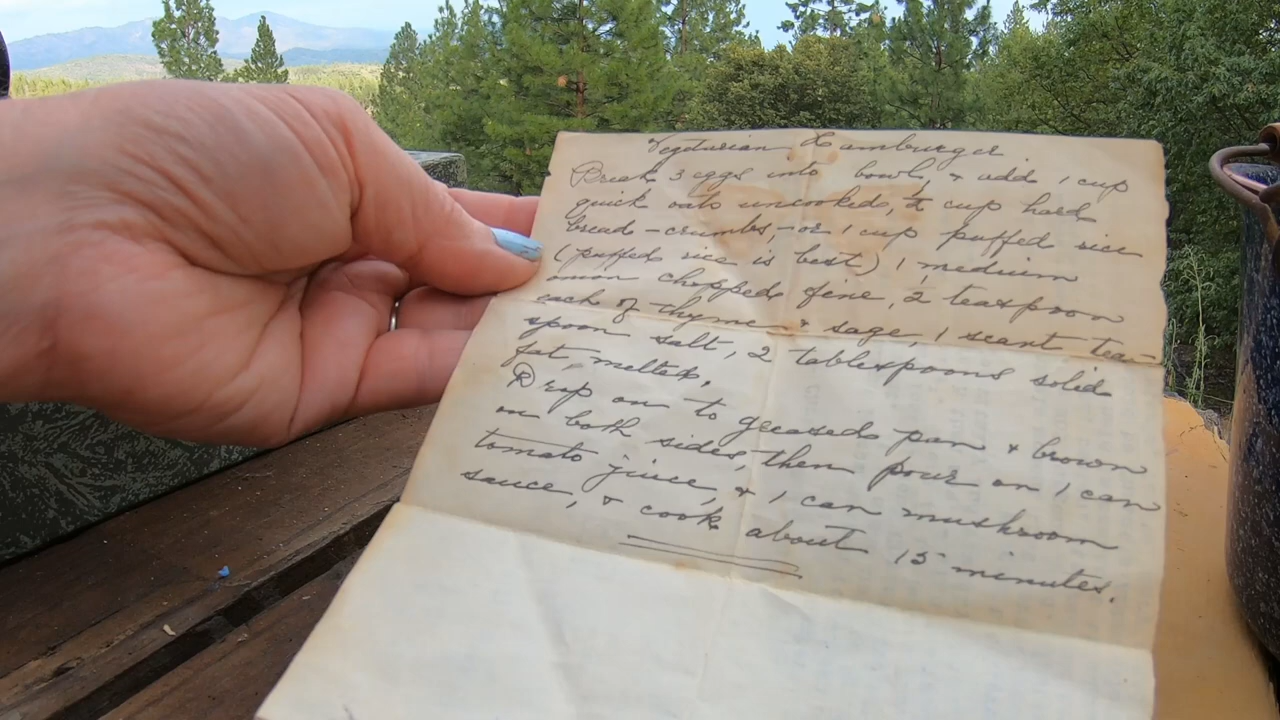 Vegeturian Hamburger
Break 3 eggs into bowl, & add 1 cup
quick oats uncooked, ½ cup hard
bread-crumbs, - or 1 cup puffed rice
(puffed rice is best) 1 medium
onion chopped fine, 2 teaspoon
each of thyme & sage, 1 scant tea-
spoon salt, 2 tablespoons solid
fat, melted,
Drop on to greased pan & brown
on both sides, then pour on 1 can
tomato juice, & 1 can mushroom
sauce, & cook about 15 minutes.